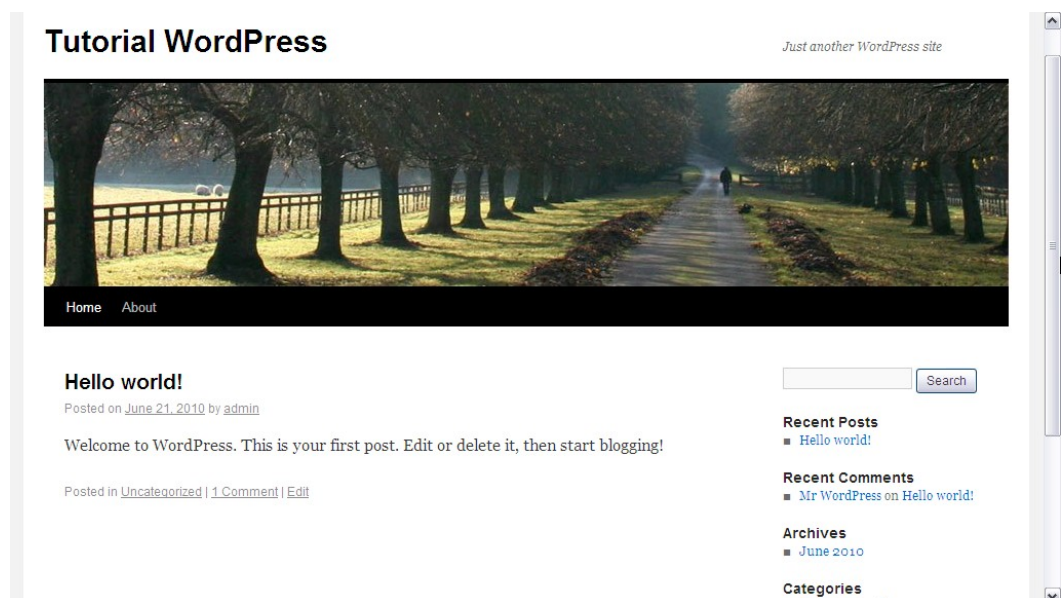 Tutorial WordPress
Just another WordPress site
Home About
Hello world!
Posted on June 21, 2010 by admin
Welcome to WordPress. This is your first post. Edit or delete it, then start blogging!
Posted in Uncategorized | 1 Comment | Edit
Search
Recent Posts
Hello world!
Recent Comments
Mr WordPress on Hello world!
Archives
June 2010
Categories